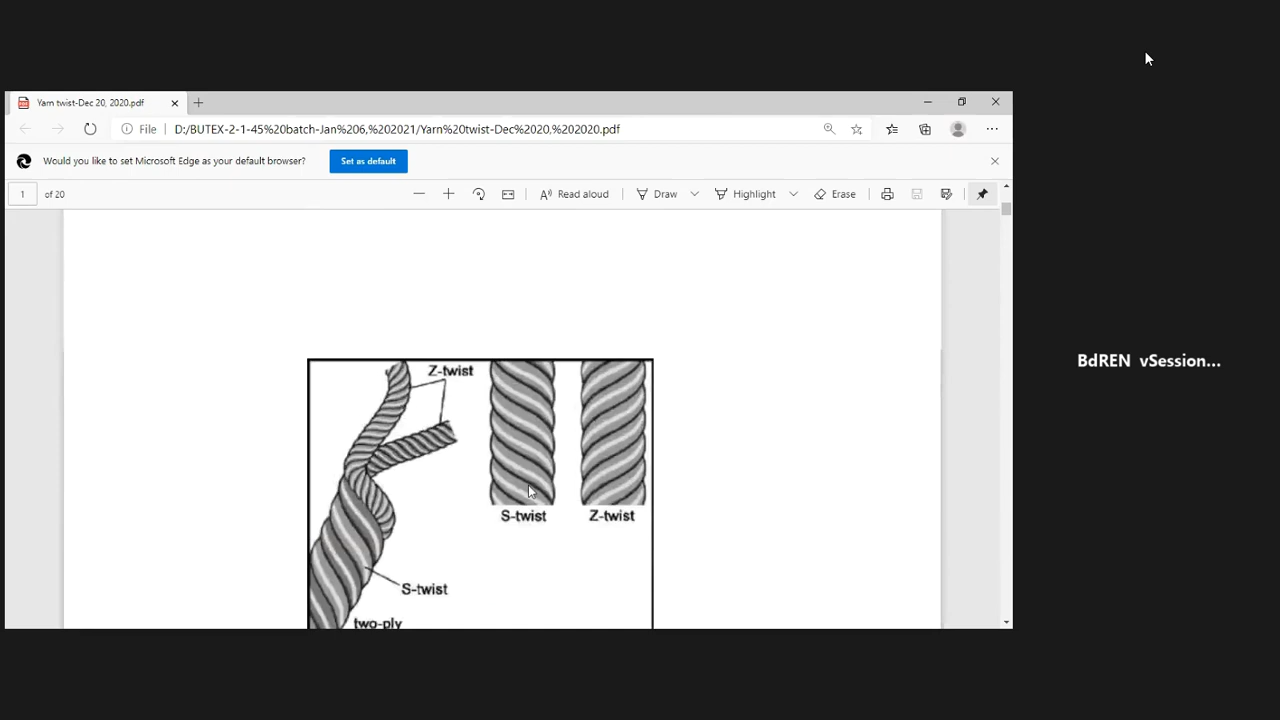 Yarn twist-Dec 20, 2020.pdf
File D:/BUTEX-2-1-45%20batch-Jan%206,%202021/Yarn%20twist-Dec%2020,%202020.pdf
Would you like to set Microsoft Edge as your default browser? Set as default
1 of 20 Read aloud Draw Highlight Erase
Z-twist
BdREN vSession...
S-twist Z-twist
S-twist
two-ply